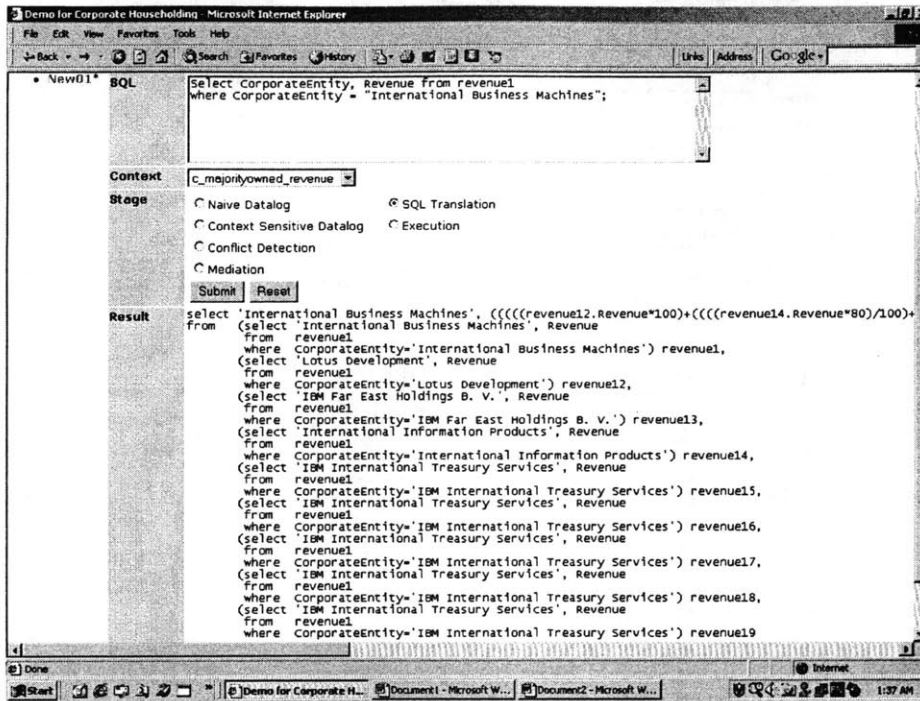 Demo for Corporate Householding - Microsoft Internet Explorer
File Edit View Favorites Tools Help
Back Search Favorites History Links Address Google
New01*
SQL
Select CorporateEntity, Revenue from revenue1
where CorporateEntity = "International Business Machines";
Context c_majorityowned_revenue
Stage
Naive Datalog SQL Translation
Context Sensitive Datalog Execution
Conflict Detection
Mediation
Submit Reset
Result
select 'International Business Machines', (((((revenue12.Revenue*100)+((((revenue14.Revenue*80)/100)+
from (select 'International Business Machines', Revenue
from revenue1
where CorporateEntity='International Business Machines') revenue1,
(select 'Lotus Development', Revenue
from revenue1
where CorporateEntity='Lotus Development') revenue12,
(select 'IBM Far East Holdings B. V.', Revenue
from revenue1
where CorporateEntity='IBM Far East Holdings B. V.') revenue13,
(select 'International Information Products', Revenue
from revenue1
where CorporateEntity='International Information Products') revenue14,
(select 'IBM International Treasury Services', Revenue
from revenue1
where CorporateEntity='IBM International Treasury Services') revenue15,
(select 'IBM International Treasury Services', Revenue
from revenue1
where CorporateEntity='IBM International Treasury Services') revenue16,
(select 'IBM International Treasury Services', Revenue
from revenue1
where CorporateEntity='IBM International Treasury Services') revenue17,
(select 'IBM International Treasury Services', Revenue
from revenue1
where CorporateEntity='IBM International Treasury Services') revenue18,
(select 'IBM International Treasury Services', Revenue
from revenue1
where CorporateEntity='IBM International Treasury Services') revenue19
Done Internet
Start Demo for Corporate H... Document1 - Microsoft W... Document2 - Microsoft W... 1:37 AM